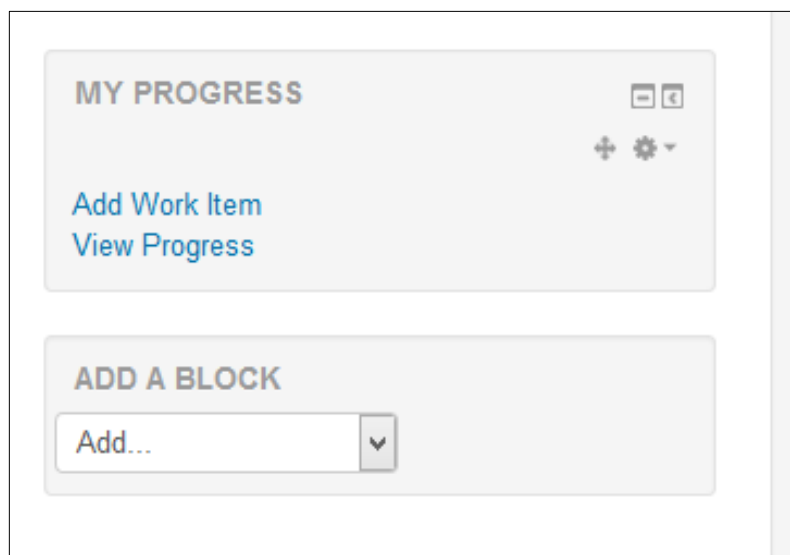 MY PROGRESS
Add Work Item
View Progress
ADD A BLOCK
Add...